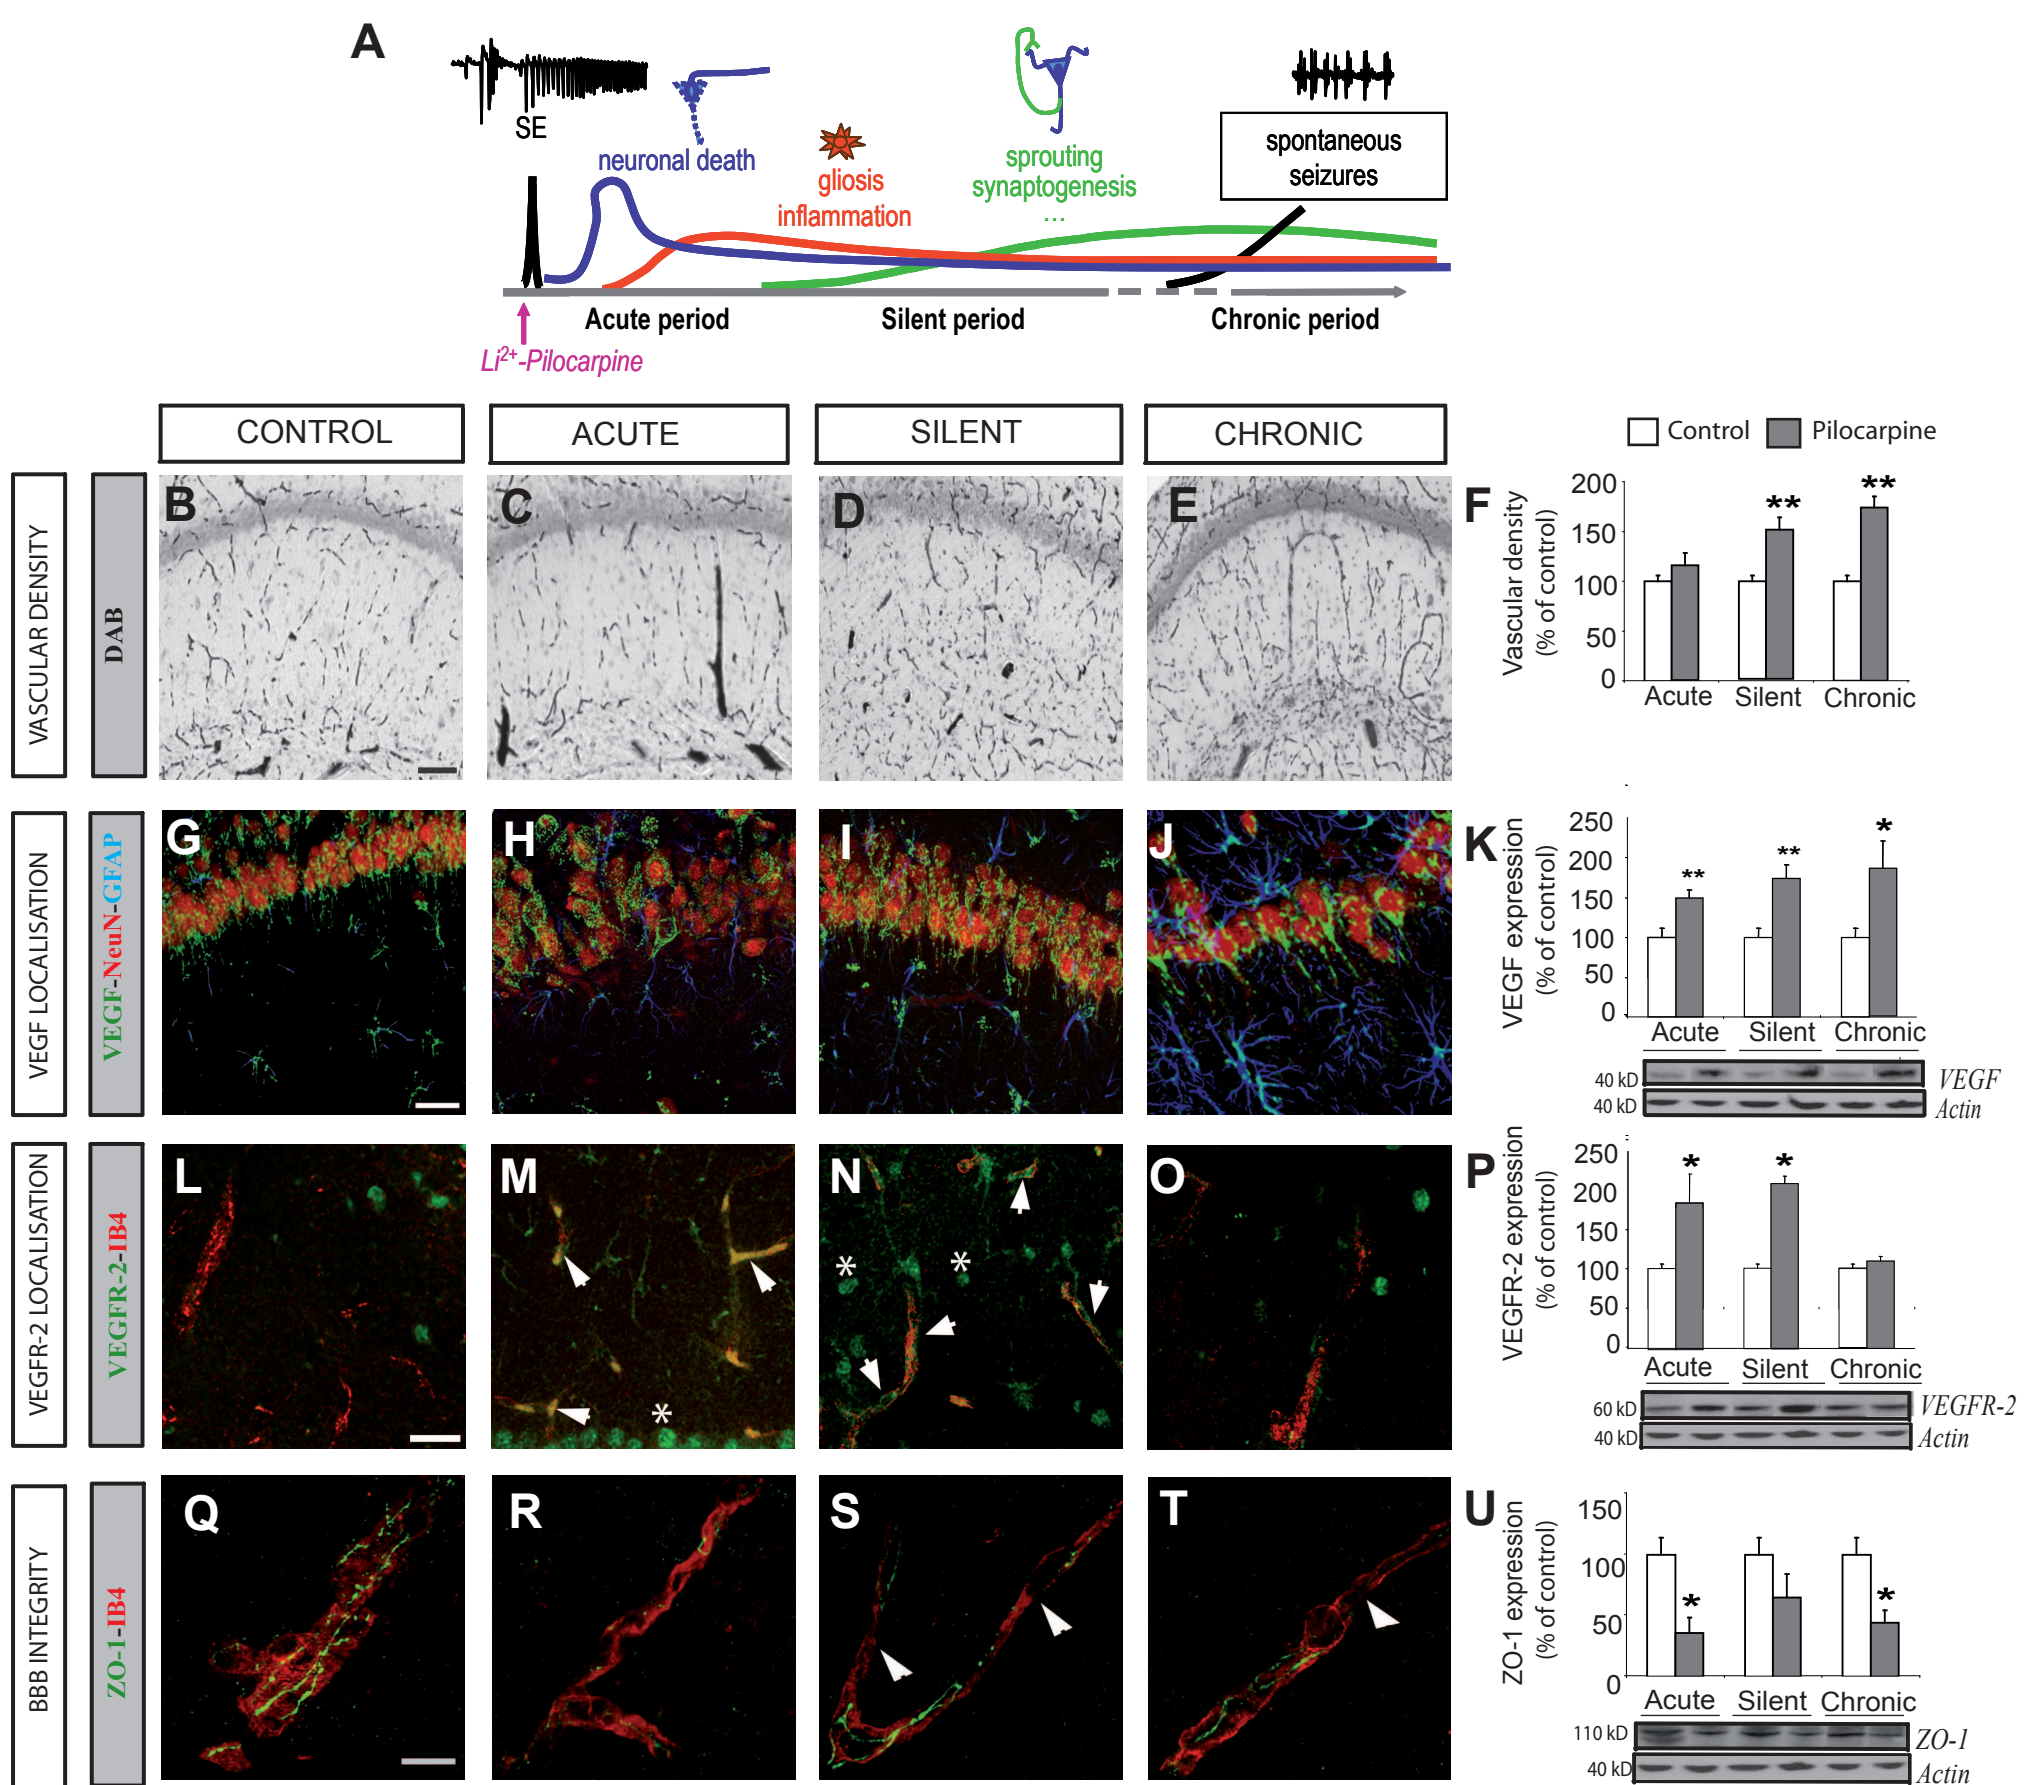 A
SE
neuronal death
gliosis
inflammation
sprouting
synaptogenesis
...
spontaneous
seizures
Acute period
Silent period
Chronic period
Li2+-Pilocarpine
CONTROL
ACUTE
SILENT
CHRONIC
Control
Pilocarpine
VASCULAR DENSITY
DAB
B
C
D
E
F
Vascular density
(% of control)
200
150
100
50
0
**
**
Acute
Silent
Chronic
VEGF LOCALISATION
VEGF-NeuN-GFAP
G
H
I
J
K
VEGF expression
(% of control)
250
200
150
100
50
0
**
**
*
Acute
Silent
Chronic
40 kD
VEGF
40 kD
Actin
VEGFR-2 LOCALISATION
VEGFR-2-IB4
L
M
*
N
*
*
O
P
VEGFR-2 expression
(% of control)
250
200
150
100
50
0
*
*
Acute
Silent
Chronic
60 kD
VEGFR-2
40 kD
Actin
BBB INTEGRITY
ZO-1-IB4
Q
R
S
T
U
ZO-1 expression
(% of control)
150
100
50
0
*
*
Acute
Silent
Chronic
110 kD
ZO-1
40 kD
Actin